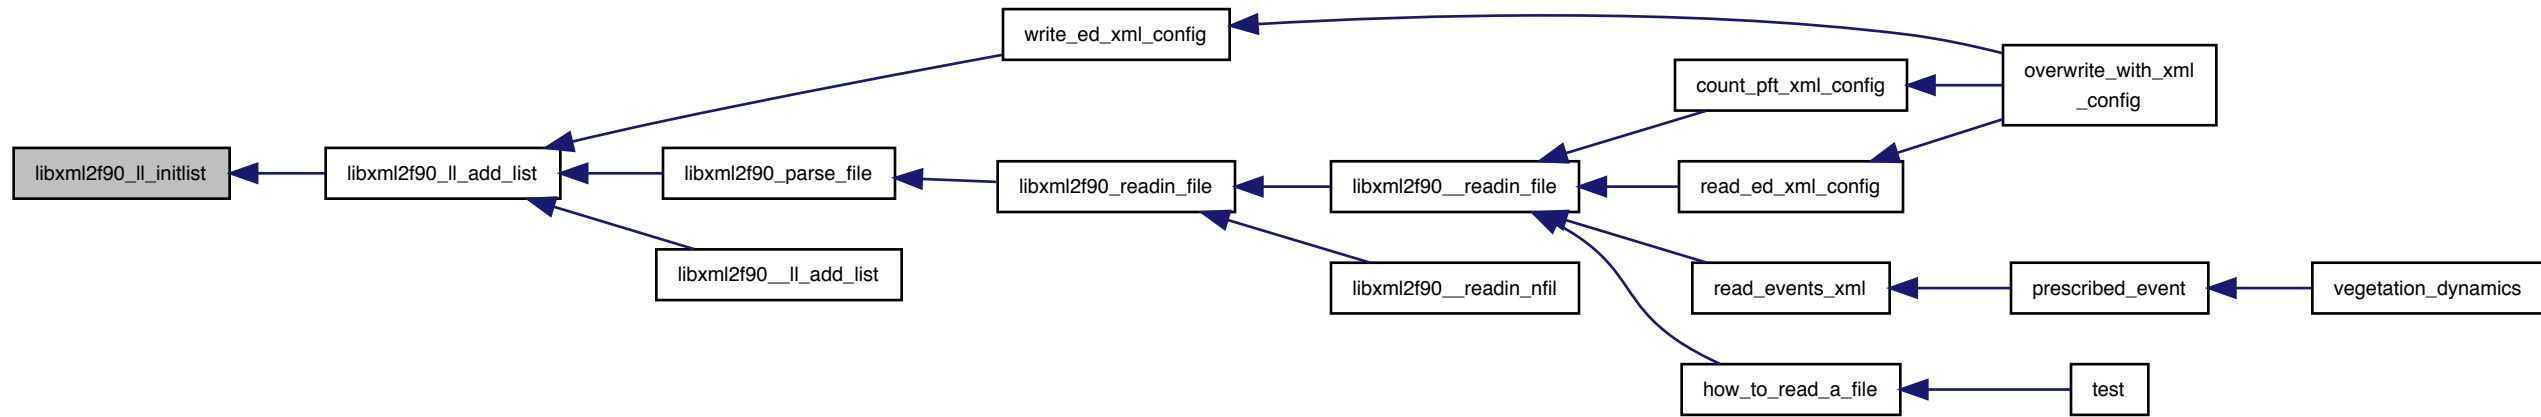 write_ed_xml_config
overwrite_with_xml
_config
count_pft_xml_config
libxml2f90_ll_initlist
libxml2f90_ll_add_list
libxml2f90_parse_file
libxml2f90_readin_file
libxml2f90__readin_file
read_ed_xml_config
libxml2f90__ll_add_list
libxml2f90__readin_nfil
read_events_xml
prescribed_event
vegetation_dynamics
how_to_read_a_file
test